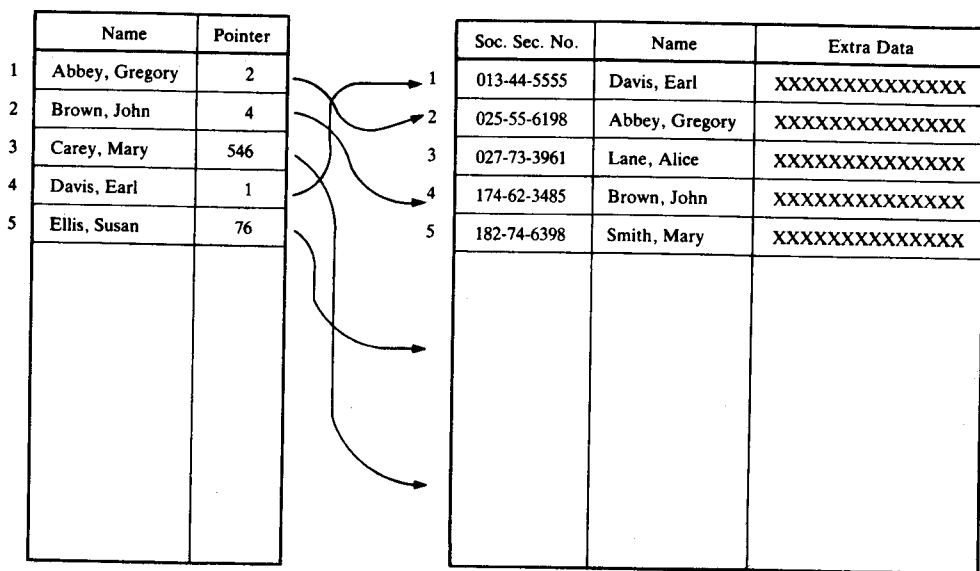 Name Pointer
1 Abbey, Gregory 2
2 Brown, John 4
3 Carey, Mary 546
4 Davis, Earl 1
5 Ellis, Susan 76
Soc. Sec. No. Name Extra Data
1 013-44-5555 Davis, Earl XXXXXXXXXXXXXX
2 025-55-6198 Abbey, Gregory XXXXXXXXXXXXXX
3 027-73-3961 Lane, Alice XXXXXXXXXXXXXX
4 174-62-3485 Brown, John XXXXXXXXXXXXXX
5 182-74-6398 Smith, Mary XXXXXXXXXXXXXX